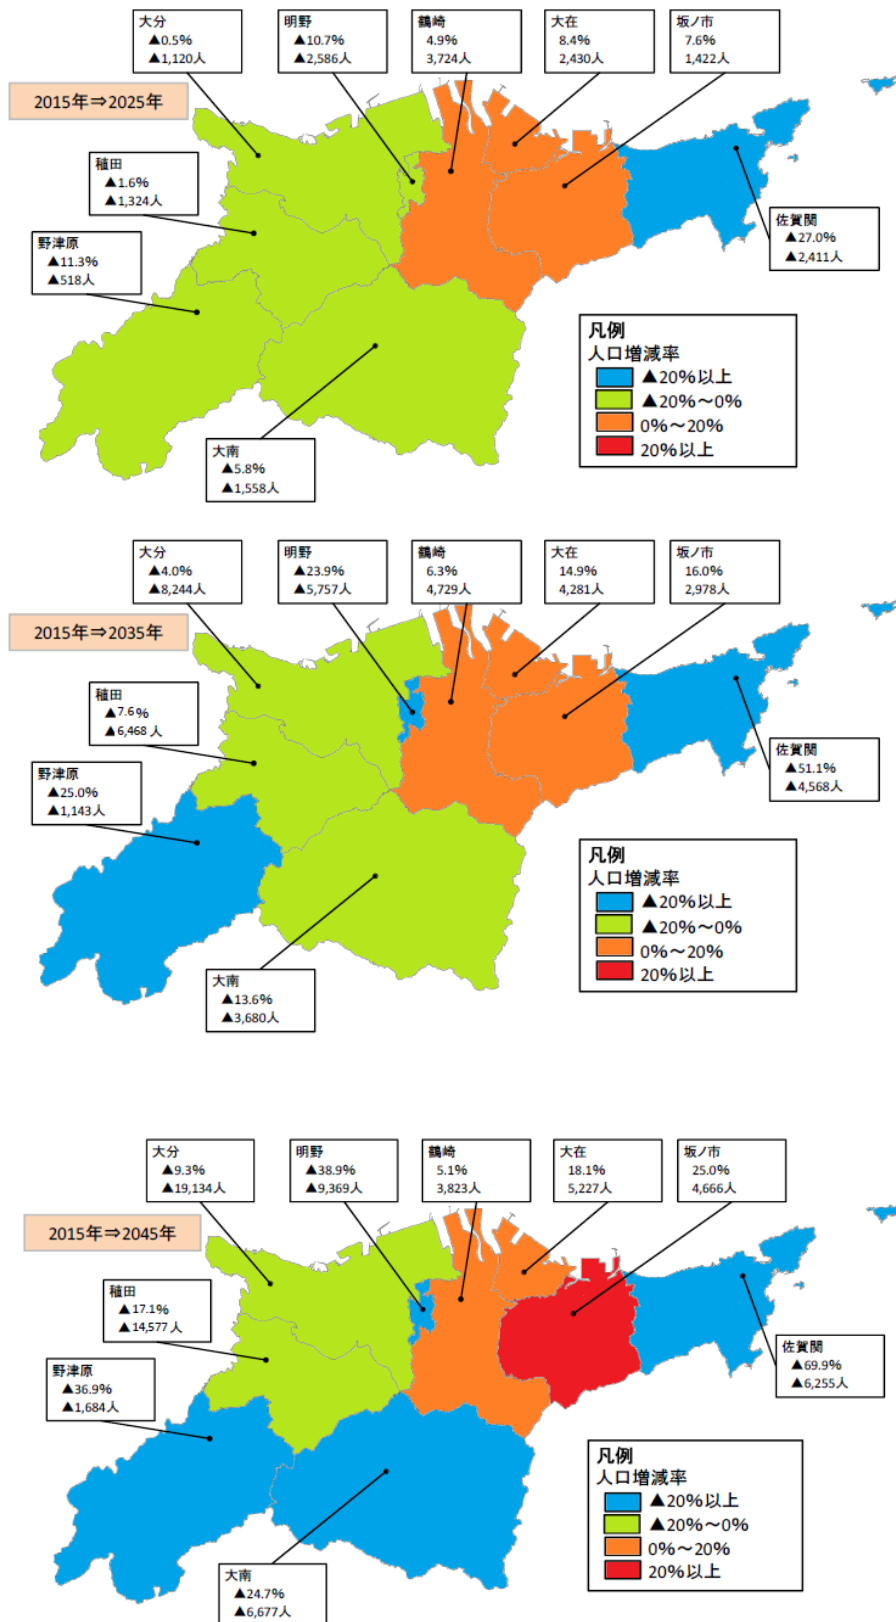 大分
▲0.5%
▲1,120人
明野
▲10.7%
▲2,586人
鶴崎
4.9%
3,724人
大在
8.4%
2,430人
坂ノ市
7.6%
1,422人
2015年⇒2025年
稙田
▲1.6%
▲1,324人
野津原
▲11.3%
▲518人
佐賀関
▲27.0%
▲2,411人
大南
▲5.8%
▲1,558人
凡例
人口増減率
▲20%以上
▲20%～0%
0%～20%
20%以上
大分
▲4.0%
▲8,244人
明野
▲23.9%
▲5,757人
鶴崎
6.3%
4,729人
大在
14.9%
4,281人
坂ノ市
16.0%
2,978人
2015年⇒2035年
稙田
▲7.6%
▲6,468人
野津原
▲25.0%
▲1,143人
佐賀関
▲51.1%
▲4,568人
大南
▲13.6%
▲3,680人
凡例
人口増減率
▲20%以上
▲20%～0%
0%～20%
20%以上
大分
▲9.3%
▲19,134人
明野
▲38.9%
▲9,369人
鶴崎
5.1%
3,823人
大在
18.1%
5,227人
坂ノ市
25.0%
4,666人
2015年⇒2045年
稙田
▲17.1%
▲14,577人
野津原
▲36.9%
▲1,684人
佐賀関
▲69.9%
▲6,255人
大南
▲24.7%
▲6,677人
凡例
人口増減率
▲20%以上
▲20%～0%
0%～20%
20%以上